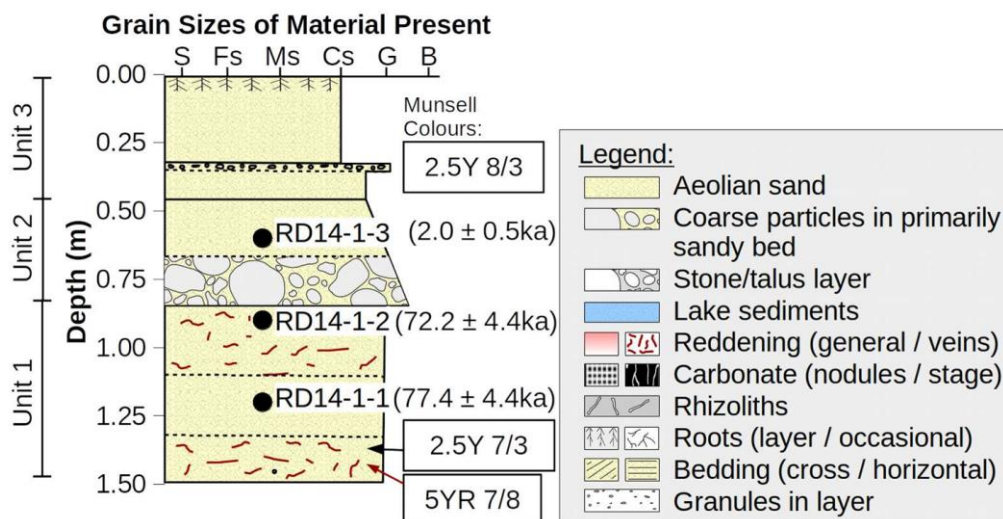 Grain Sizes of Material Present
S Fs Ms Cs G B
Depth (m)
0.00
0.25
0.50
0.75
1.00
1.25
1.50
Unit 3
Unit 2
Unit 1
Munsell
Colours:
2.5Y 8/3
RD14-1-3 (2.0 ± 0.5ka)
RD14-1-2 (72.2 ± 4.4ka)
RD14-1-1 (77.4 ± 4.4ka)
2.5Y 7/3
5YR 7/8
Legend:
Aeolian sand
Coarse particles in primarily
sandy bed
Stone/talus layer
Lake sediments
Reddening (general / veins)
Carbonate (nodules / stage)
Rhizoliths
Roots (layer / occasional)
Bedding (cross / horizontal)
Granules in layer